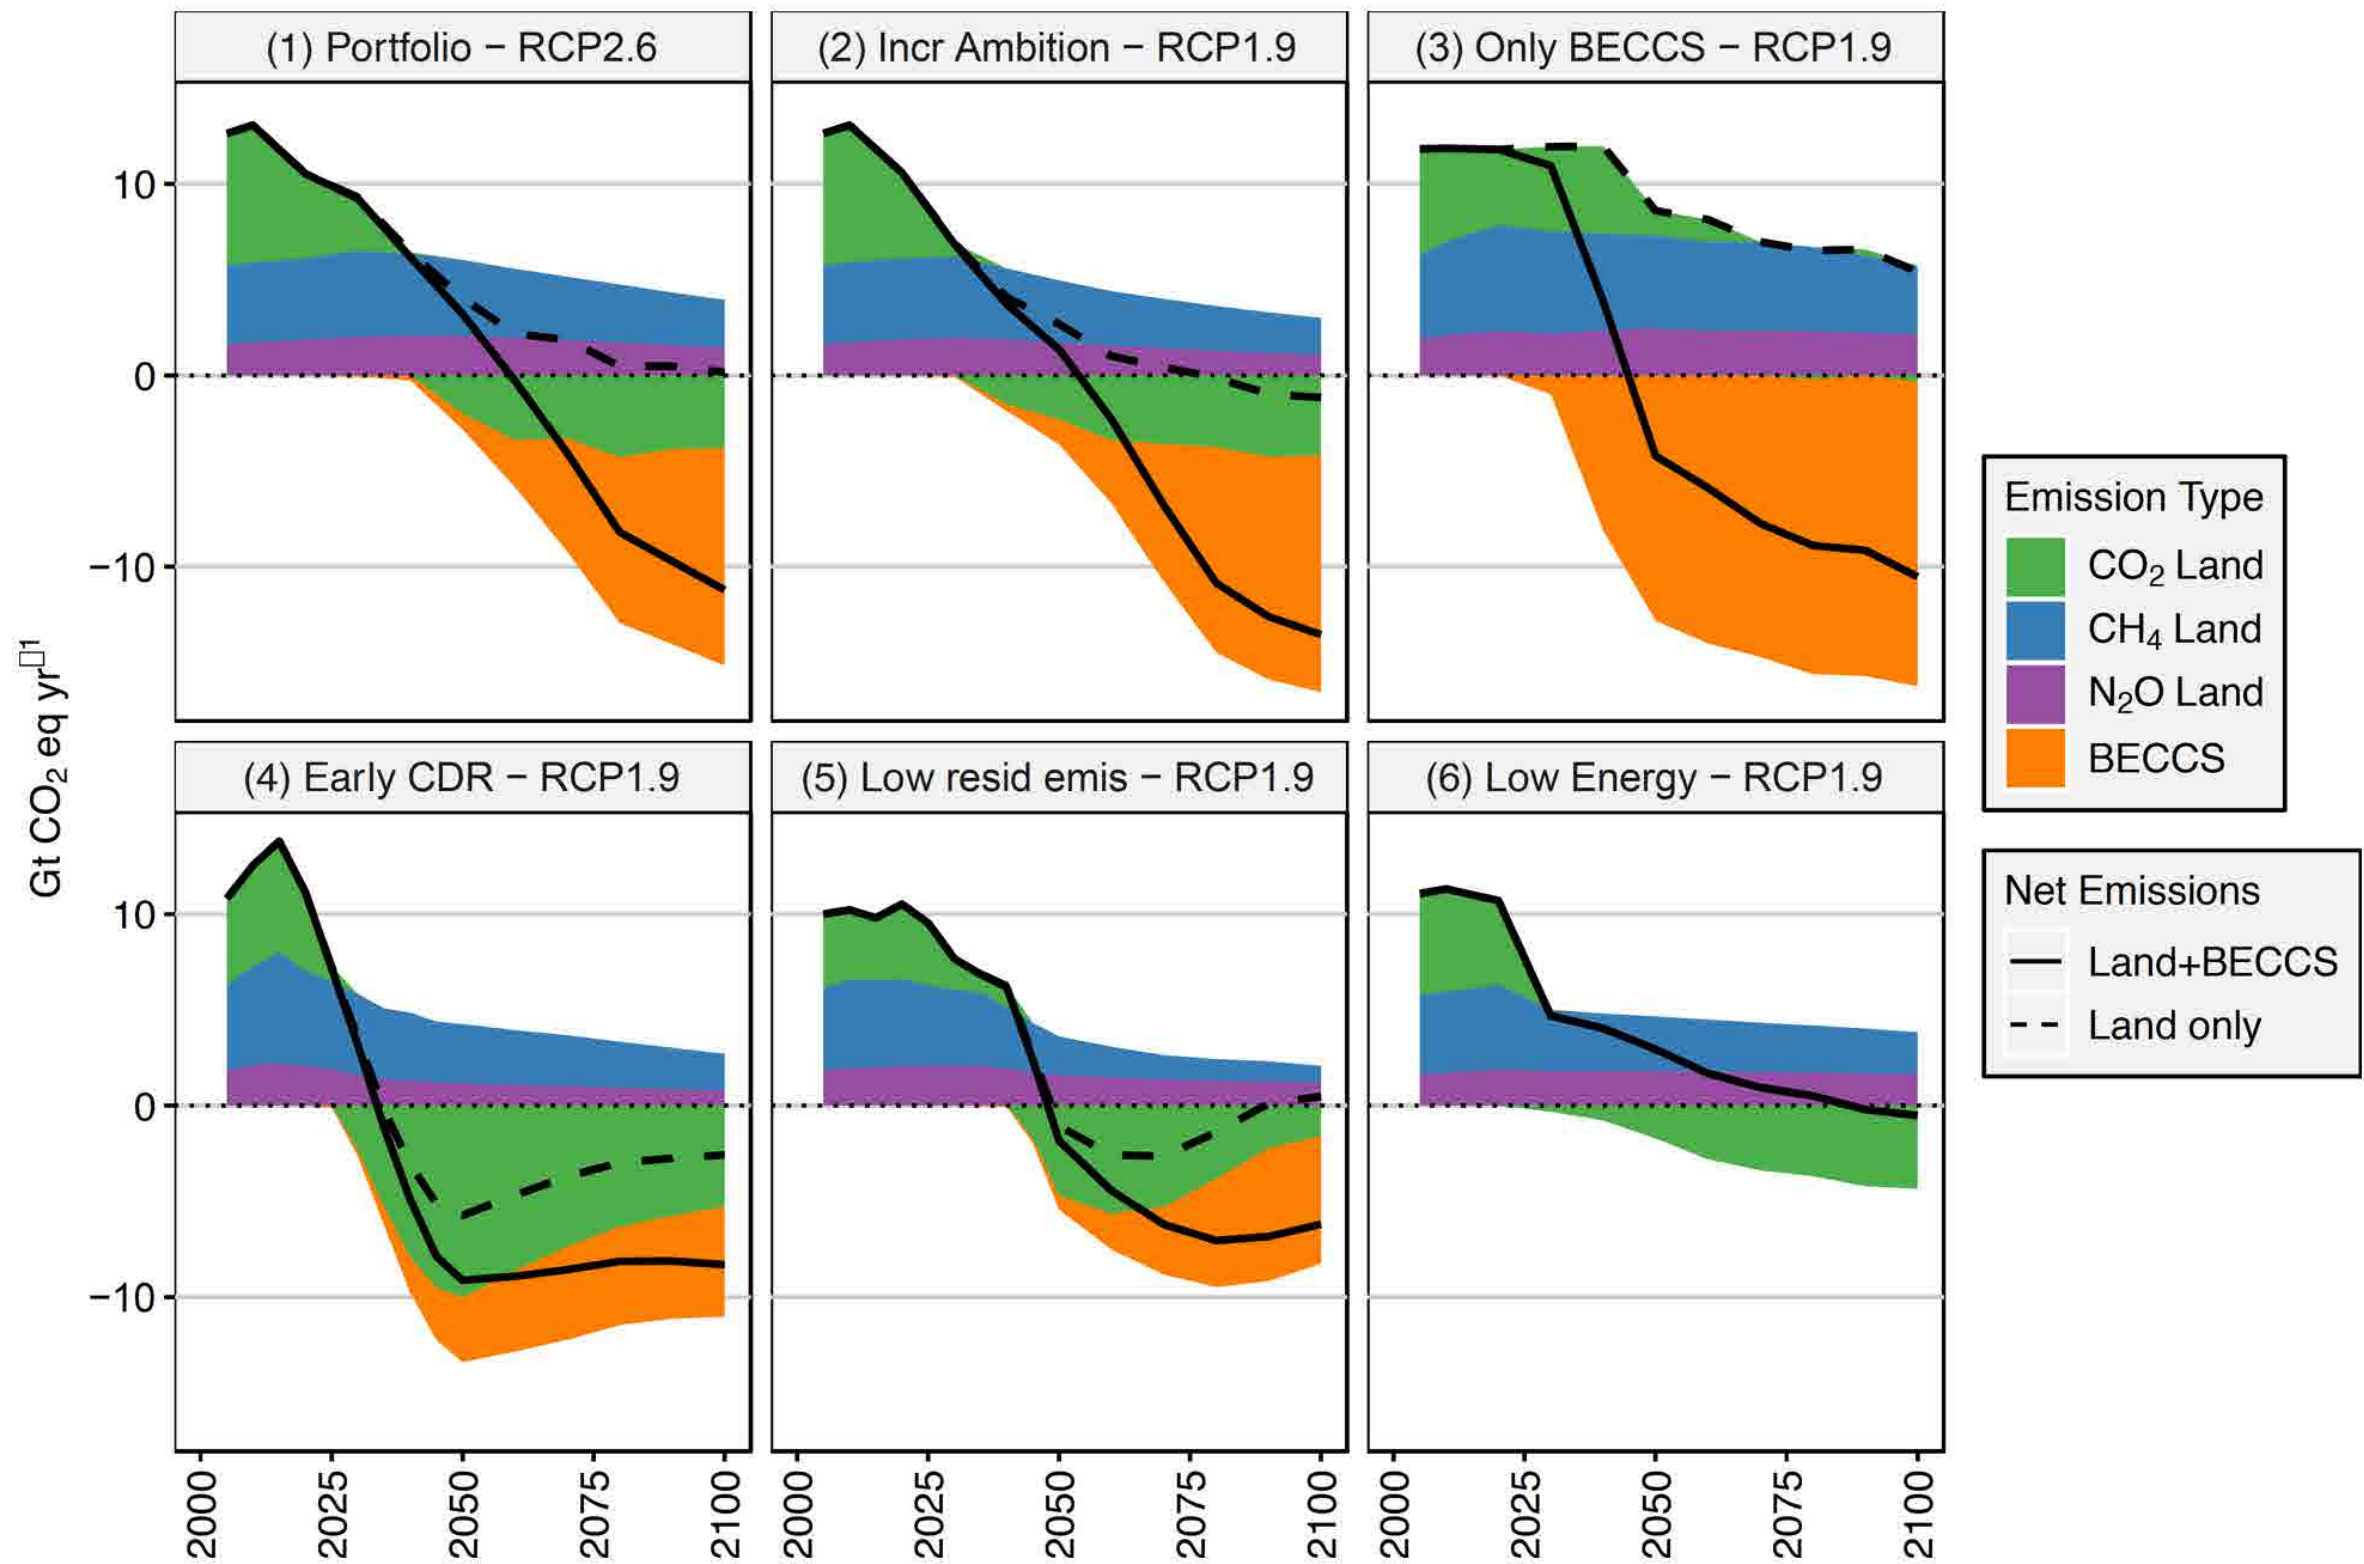 (1) Portfolio − RCP2.6
(2) Incr Ambition − RCP1.9
(3) Only BECCS − RCP1.9
10
0
−10
Gt CO₂ eq yr□¹
(4) Early CDR − RCP1.9
(5) Low resid emis − RCP1.9
(6) Low Energy − RCP1.9
10
0
−10
2000
2025
2050
2075
2100
2000
2025
2050
2075
2100
2000
2025
2050
2075
2100
Emission Type
CO₂ Land
CH₄ Land
N₂O Land
BECCS
Net Emissions
Land+BECCS
Land only